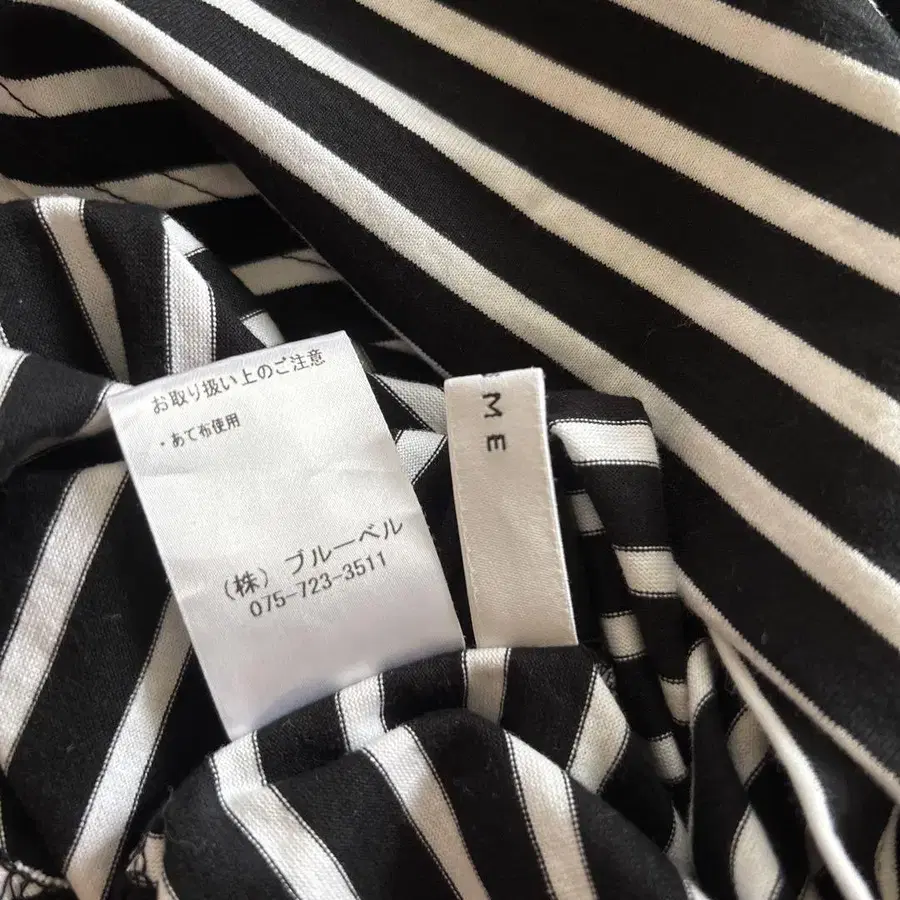 お取り扱い上のご注意
・あて布使用
(株) ブルーベル
075-723-3511
ME